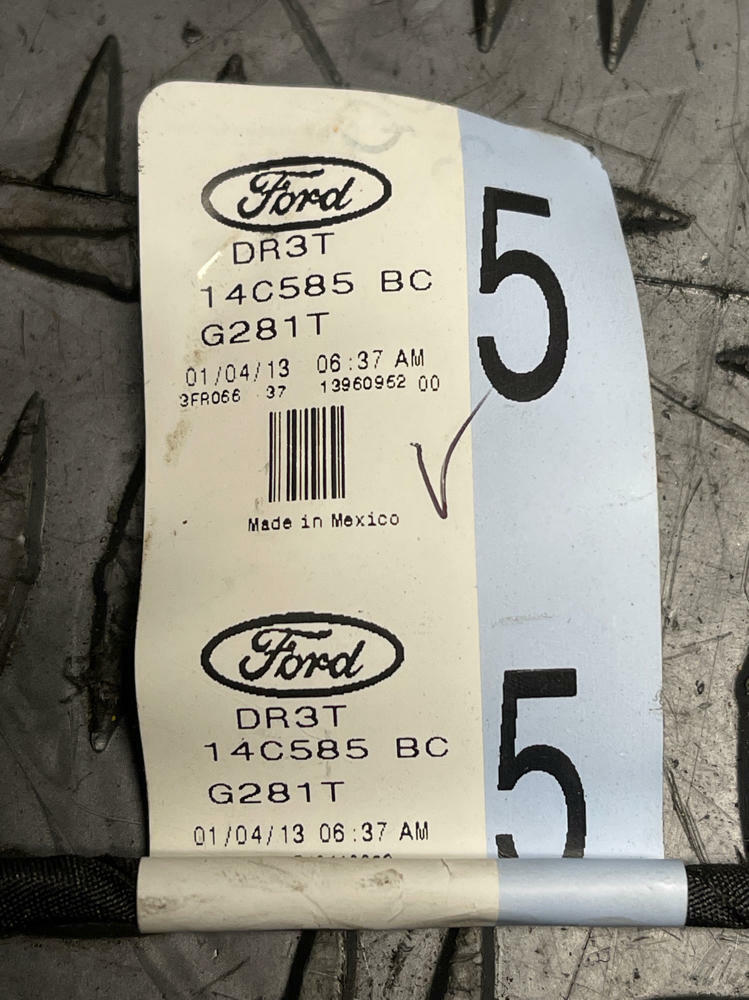 Ford
DR3T
14C585 BC
G281T
01/04/13 06:37 AM
3FR066 37 13960952 00
Made in Mexico
5
Ford
DR3T
14C585 BC
G281T
01/04/13 06:37 AM
5